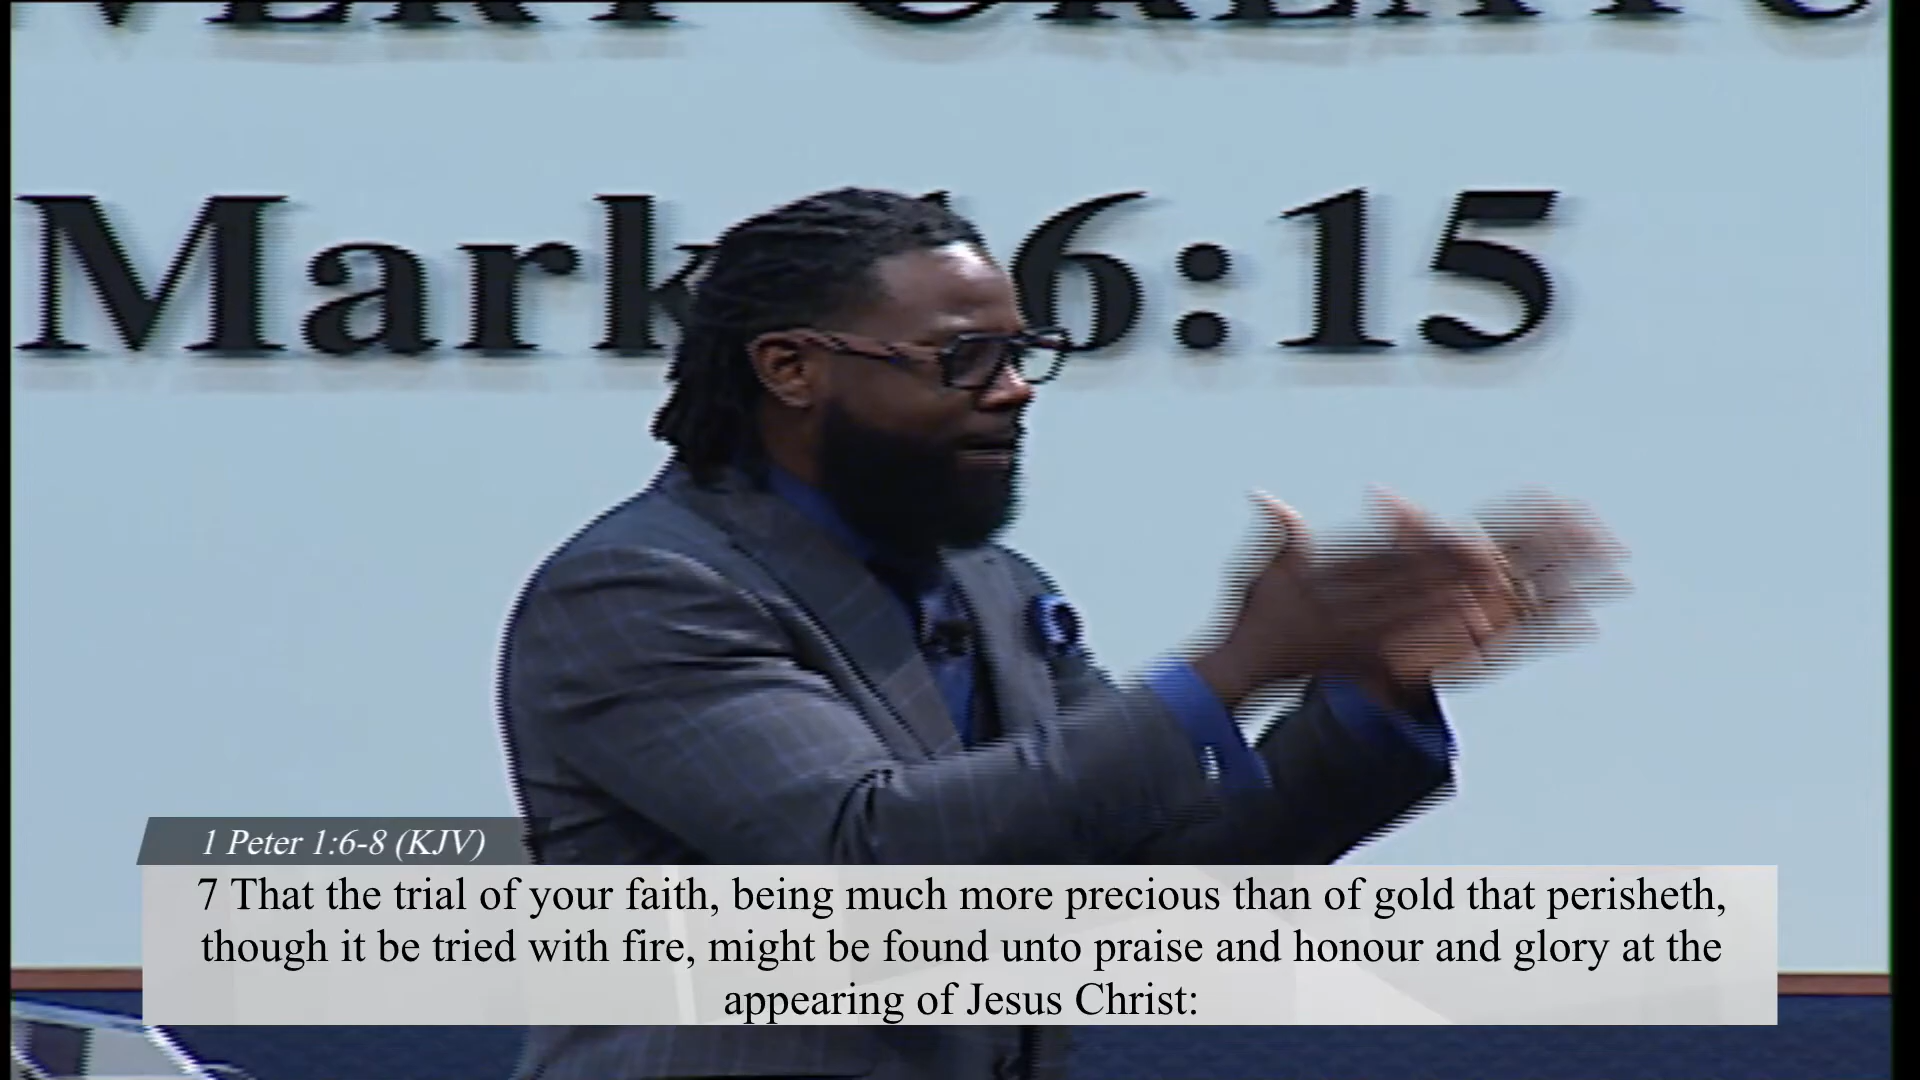 Mark 16:15
1 Peter 1:6-8 (KJV)
7 That the trial of your faith, being much more precious than of gold that perisheth,
though it be tried with fire, might be found unto praise and honour and glory at the
appearing of Jesus Christ: